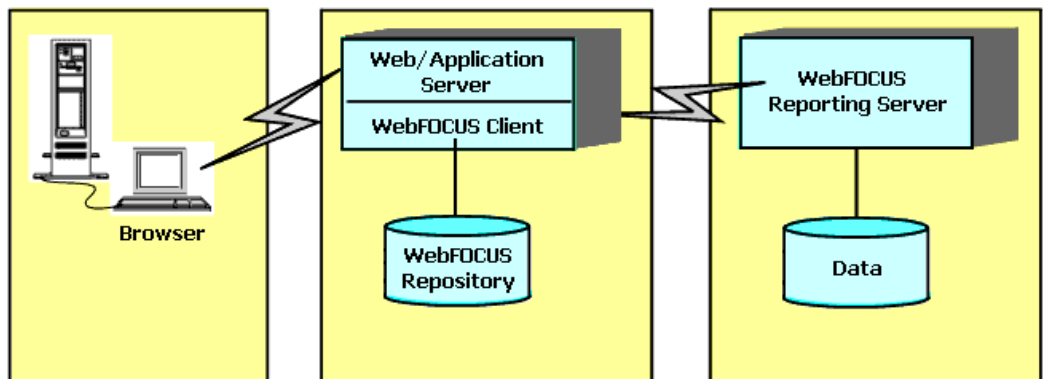 Browser
Web/Application
Server
WebFOCUS Client
WebFOCUS
Repository
WebFOCUS
Reporting Server
Data